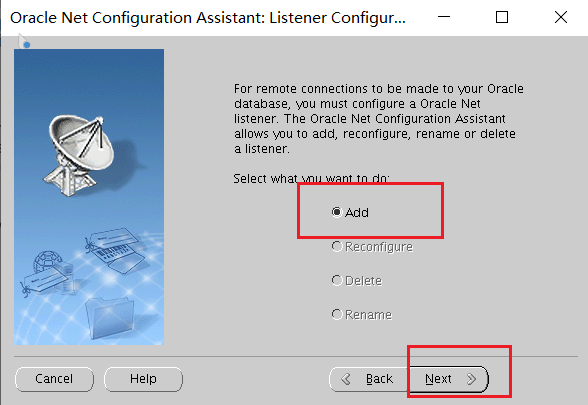 Oracle Net Configuration Assistant: Listener Configur...
For remote connections to be made to your Oracle
database, you must configure a Oracle Net
listener. The Oracle Net Configuration Assistant
allows you to add, reconfigure, rename or delete
a listener.
Select what you want to do:
Add
Reconfigure
Delete
Rename
Cancel
Help
Back
Next